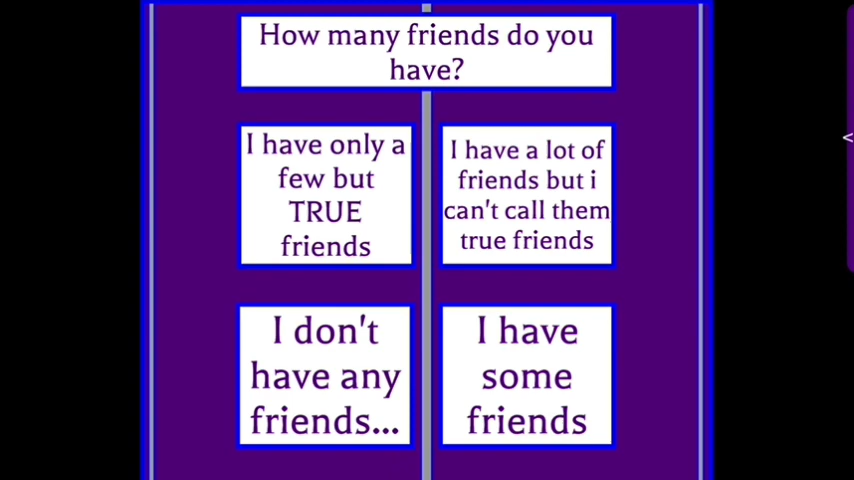 How many friends do you
have?
I have only a
few but
TRUE
friends
I have a lot of
friends but i
can't call them
true friends
I don't
have any
friends...
I have
some
friends
<